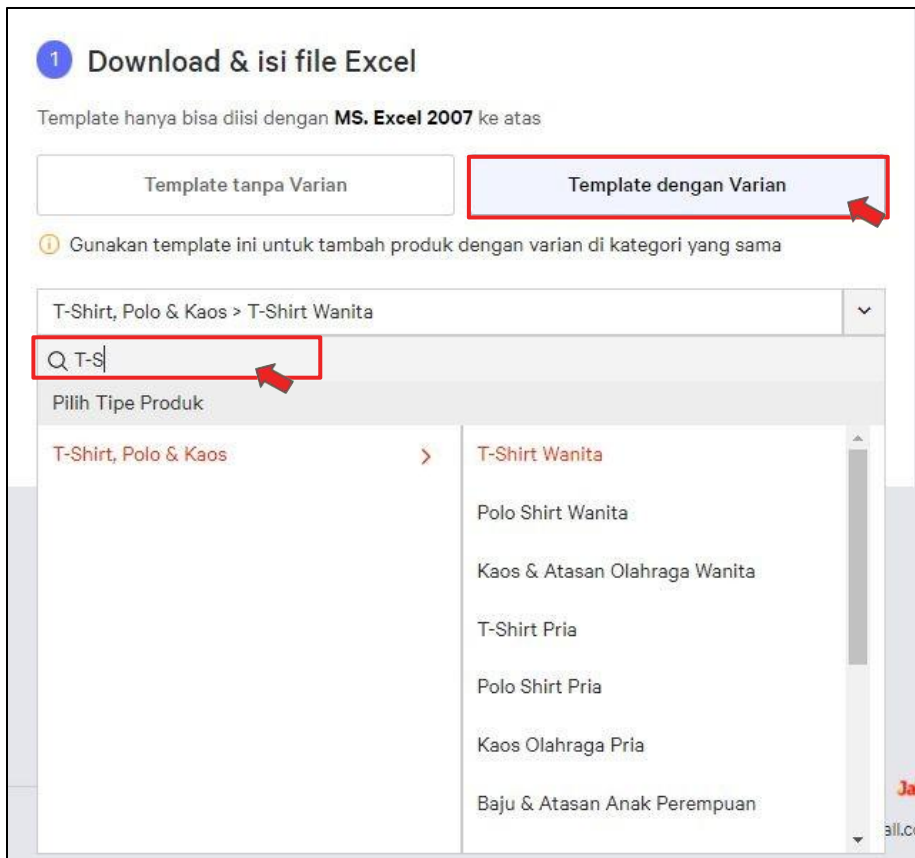 1 Download & isi file Excel
Template hanya bisa diisi dengan MS. Excel 2007 ke atas
Template tanpa Varian
Template dengan Varian
Gunakan template ini untuk tambah produk dengan varian di kategori yang sama
T-Shirt, Polo & Kaos > T-Shirt Wanita
T-S
Pilih Tipe Produk
T-Shirt, Polo & Kaos
T-Shirt Wanita
Polo Shirt Wanita
Kaos & Atasan Olahraga Wanita
T-Shirt Pria
Polo Shirt Pria
Kaos Olahraga Pria
Baju & Atasan Anak Perempuan
Ja